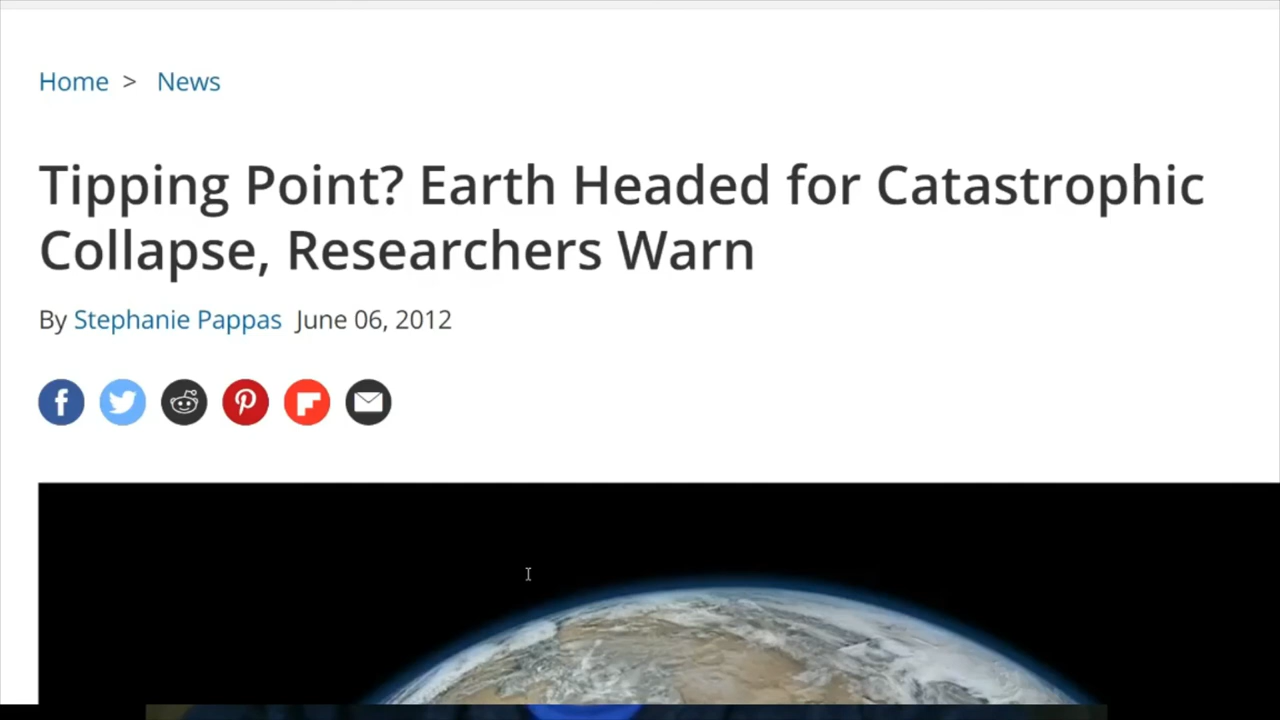 Home > News
Tipping Point? Earth Headed for Catastrophic
Collapse, Researchers Warn
By Stephanie Pappas June 06, 2012